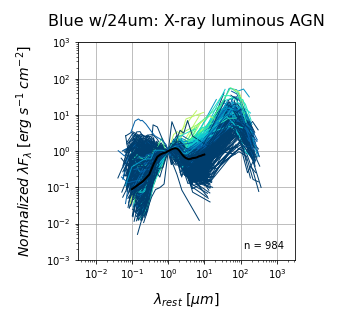 Blue w/24um: X-ray luminous AGN
Normalized λF_λ [erg s⁻¹ cm⁻²]
10³
10²
10¹
10⁰
10⁻¹
10⁻²
10⁻³
n = 984
10⁻² 10⁻¹ 10⁰ 10¹ 10² 10³
λ_rest [μm]